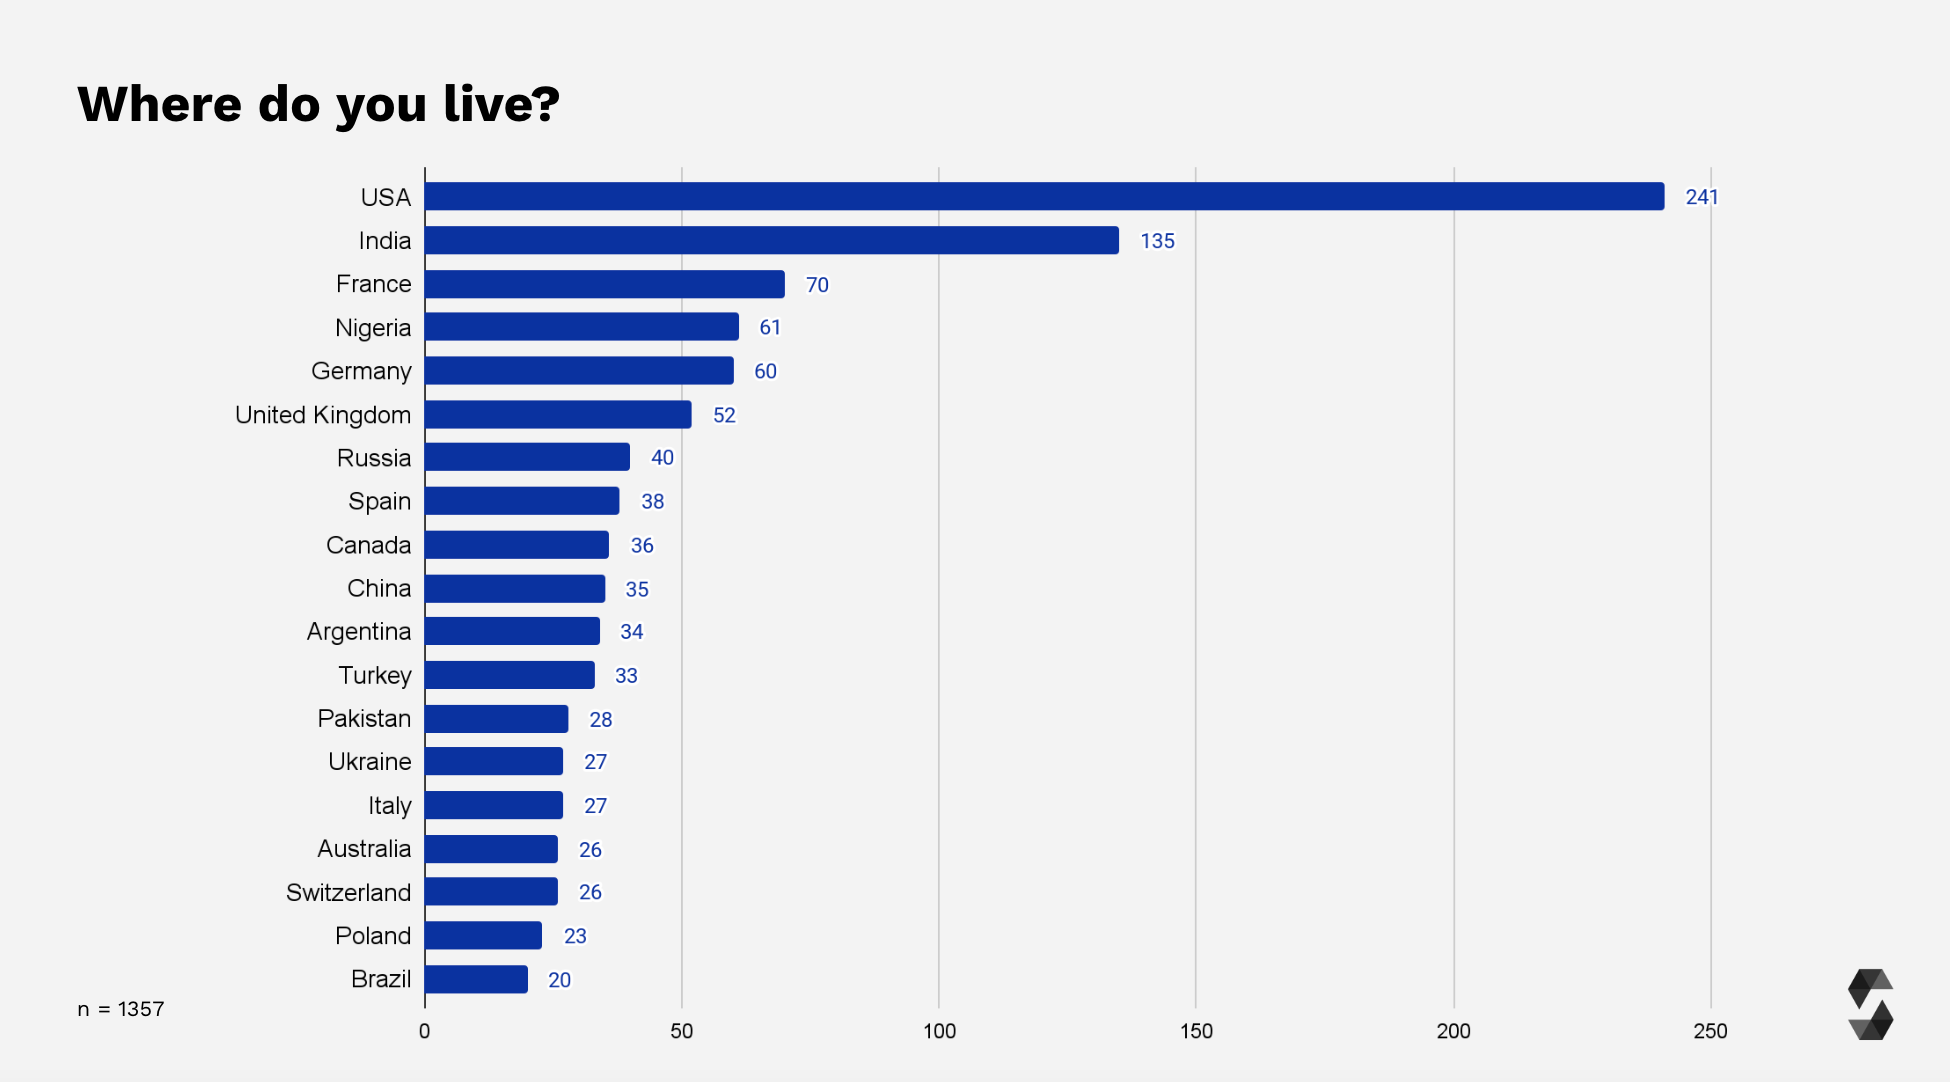 Where do you live?
USA 241
India 135
France 70
Nigeria 61
Germany 60
United Kingdom 52
Russia 40
Spain 38
Canada 36
China 35
Argentina 34
Turkey 33
Pakistan 28
Ukraine 27
Italy 27
Australia 26
Switzerland 26
Poland 23
Brazil 20
n = 1357
0 50 100 150 200 250